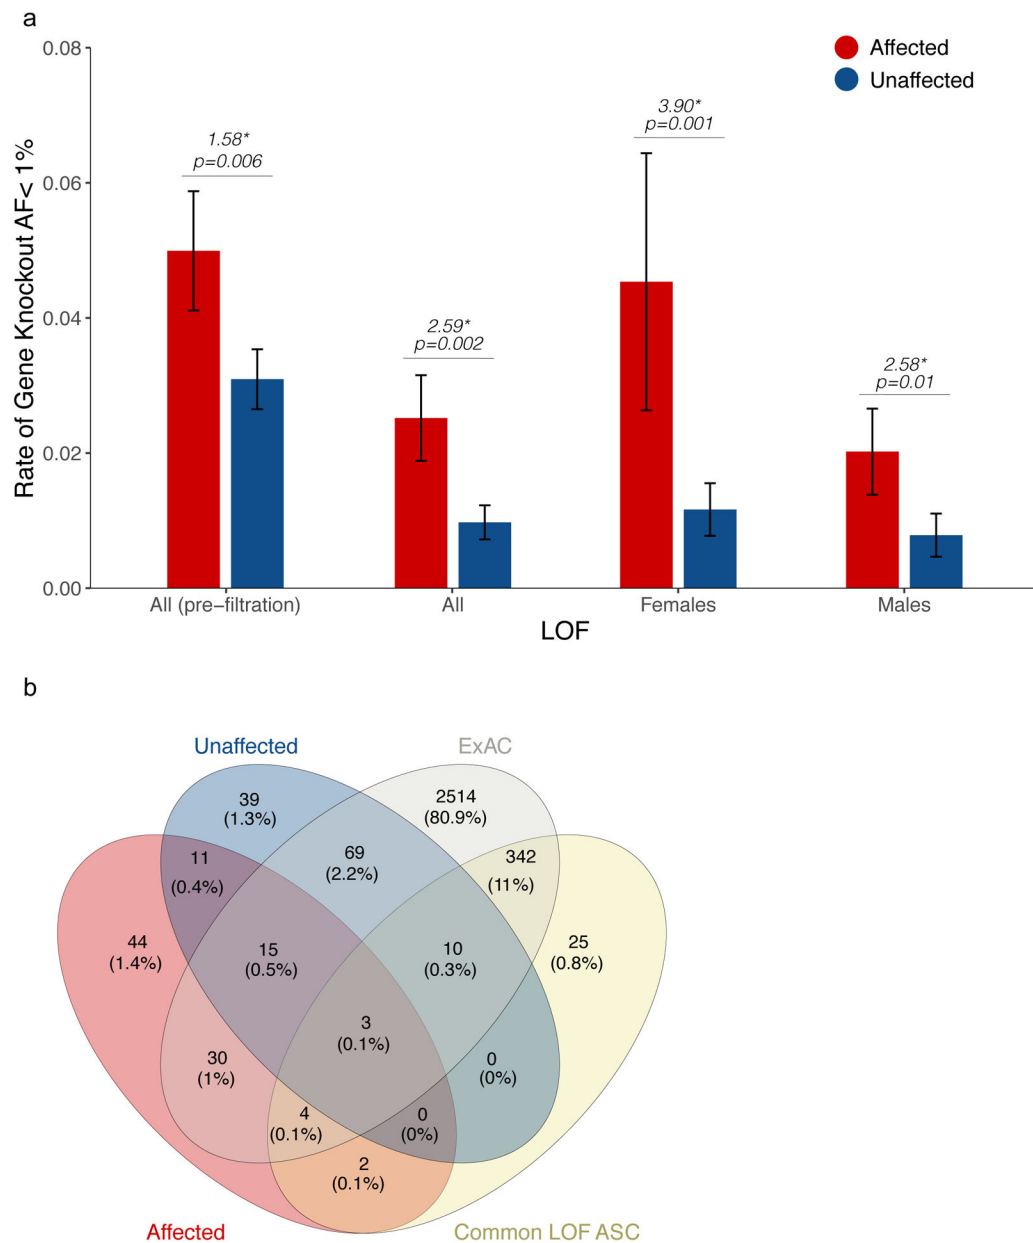 a
Affected
Unaffected
Rate of Gene Knockout AF< 1%
0.08
0.06
0.04
0.02
0.00
1.58*
p=0.006
2.59*
p=0.002
3.90*
p=0.001
2.58*
p=0.01
All (pre−filtration)
All
Females
Males
LOF
b
Unaffected
ExAC
39
(1.3%)
2514
(80.9%)
11
(0.4%)
69
(2.2%)
342
(11%)
44
(1.4%)
15
(0.5%)
10
(0.3%)
25
(0.8%)
3
(0.1%)
30
(1%)
0
(0%)
4
(0.1%)
0
(0%)
2
(0.1%)
Affected
Common LOF ASC